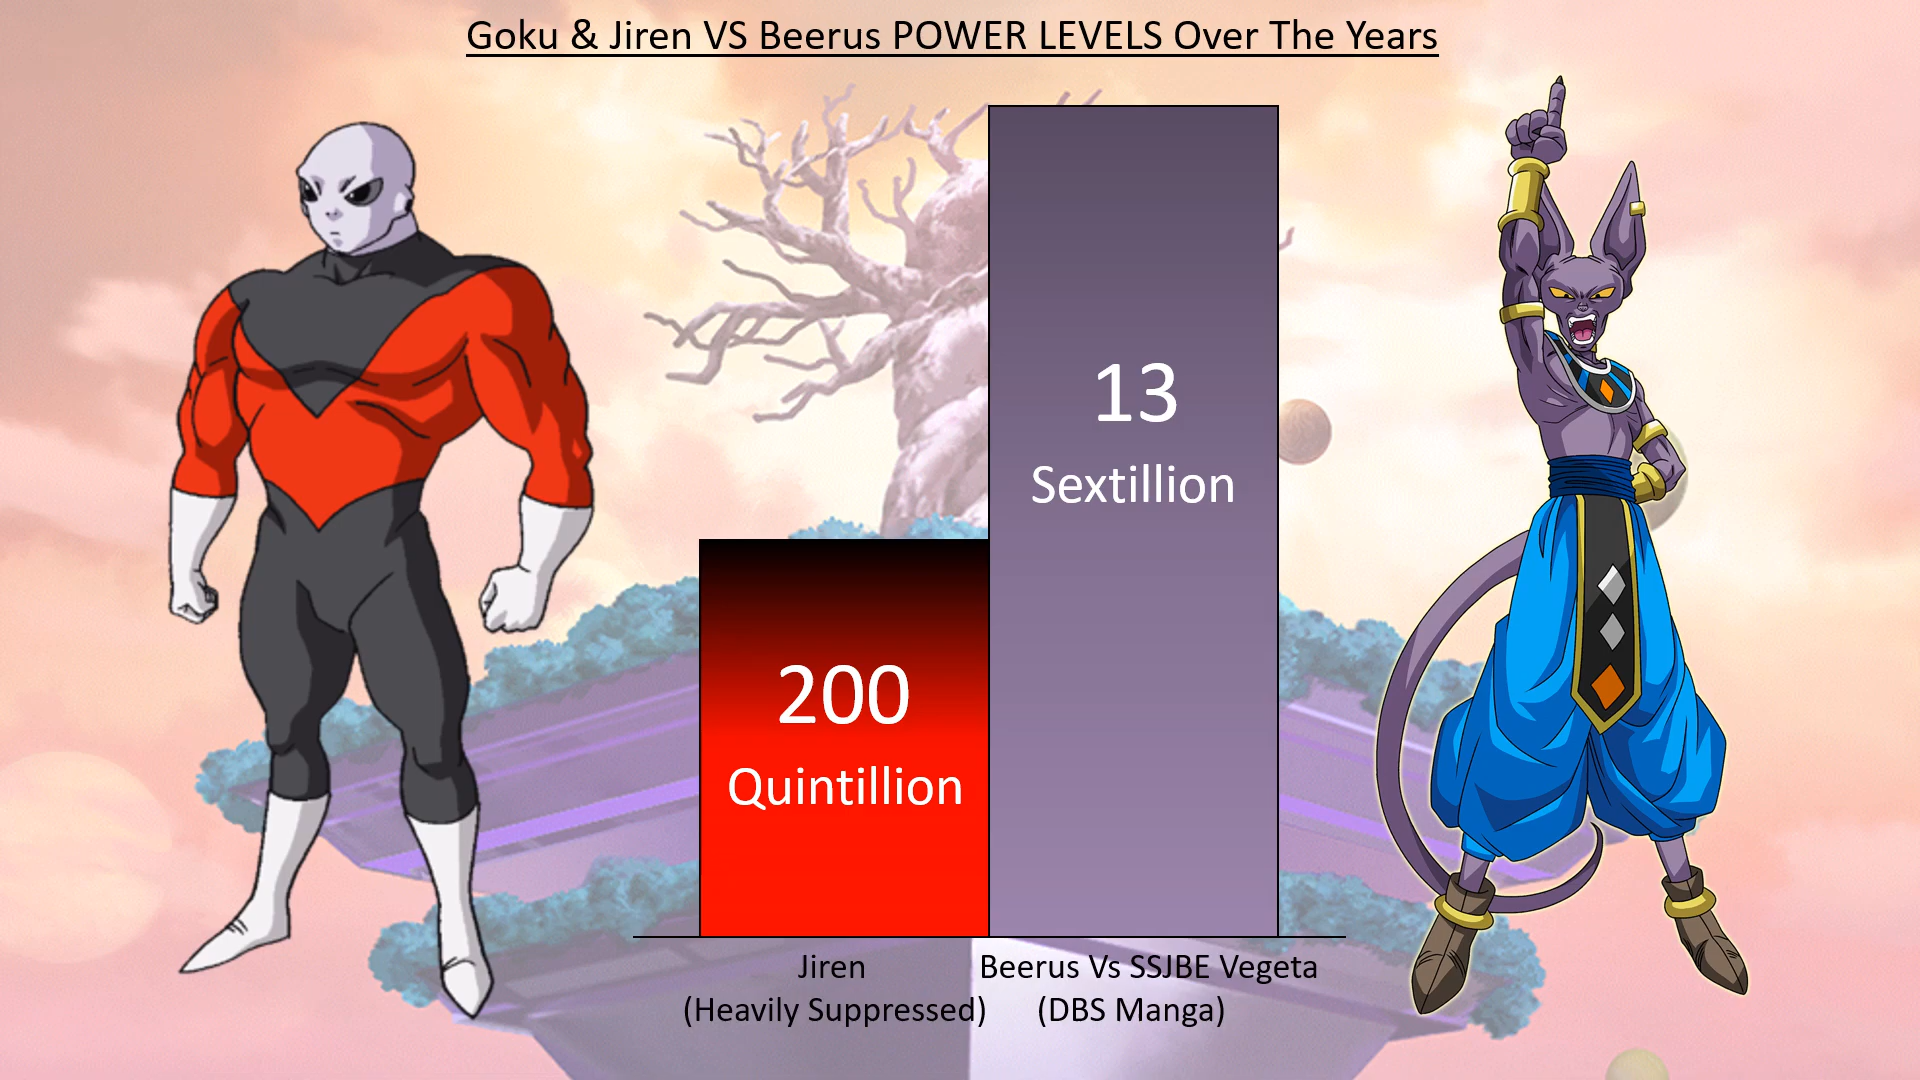 Goku & Jiren VS Beerus POWER LEVELS Over The Years
13
Sextillion
200
Quintillion
Jiren
(Heavily Suppressed)
Beerus Vs SSJBE Vegeta
(DBS Manga)